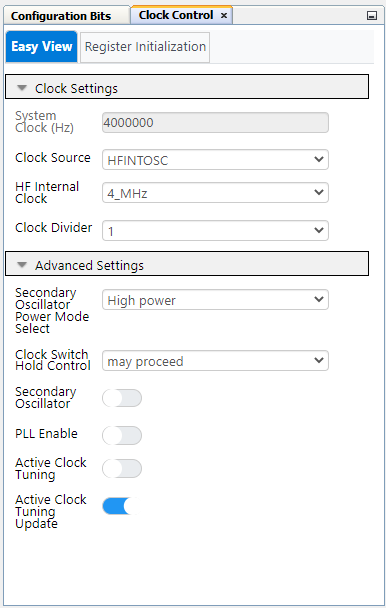 Configuration Bits
Clock Control ×
Easy View
Register Initialization
Clock Settings
System
Clock (Hz)
4000000
Clock Source
HFINTOSC
HF Internal
Clock
4_MHz
Clock Divider
1
Advanced Settings
Secondary
Oscillator
Power Mode
Select
High power
Clock Switch
Hold Control
may proceed
Secondary
Oscillator
PLL Enable
Active Clock
Tuning
Active Clock
Tuning
Update